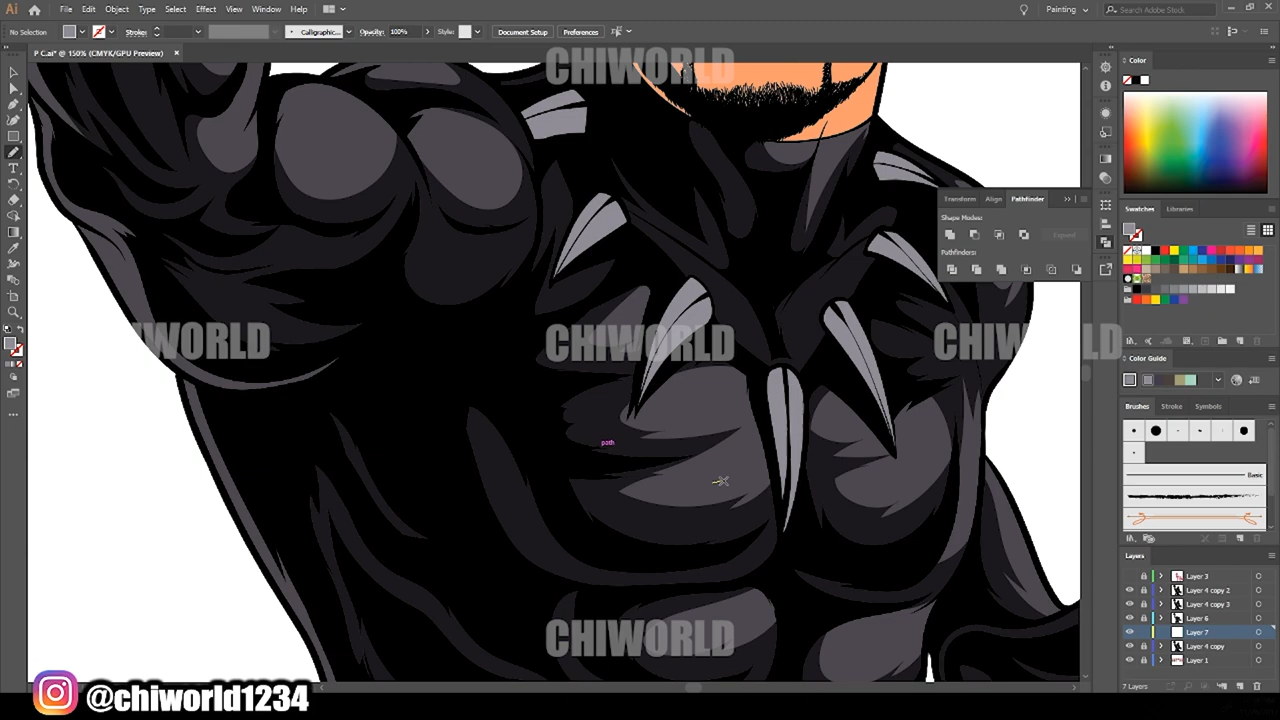 Ai File Edit Object Type Select Effect View Window Help Painting Search Adobe Stock
No Selection Stroke: Calligraphic... Opacity: 100% Style: Document Setup Preferences
P C.ai* @ 150% (CMYK/GPU Preview)
Color
CHIWORLD
Transform Align Pathfinder
Shape Modes:
Expand
Pathfinders:
Swatches Libraries
HIWORLD
CHIWORLD
CHIWORLD
Color Guide
Brushes Stroke Symbols
path
Basic
Layers
Layer 3
Layer 4 copy 2
Layer 4 copy 3
Layer 6
Layer 7
Layer 4 copy
Layer 1
7 Layers
CHIWORLD
@chiworld1234